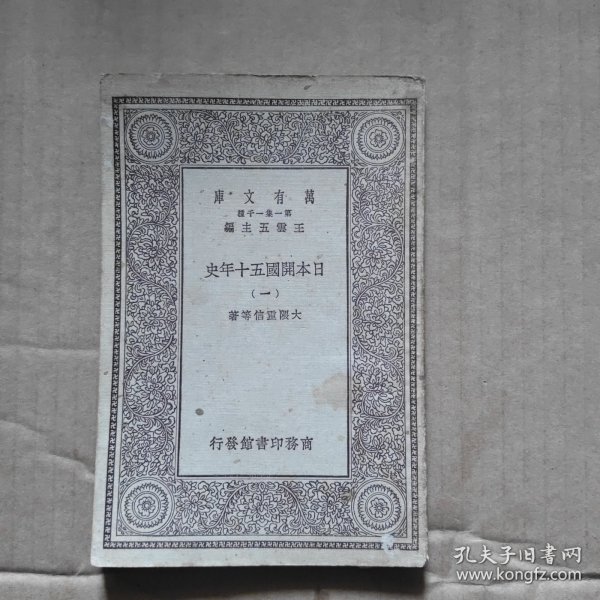 萬有文庫
第一集一千種
王雲五主編
日本開國五十年史
(一)
大隈重信等著
商務印書館發行
孔夫子旧书网
www.kongfz.com